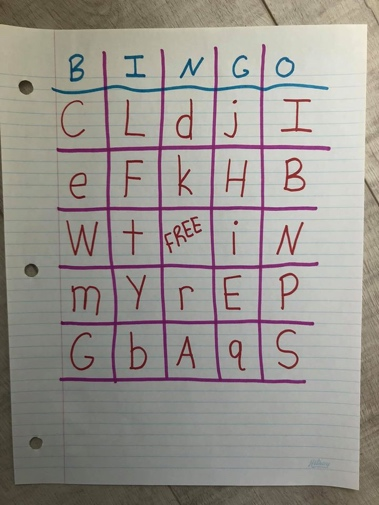 B I N G O
C L d j I
e F k H B
W t FREE i N
m Y r E P
G b A q S